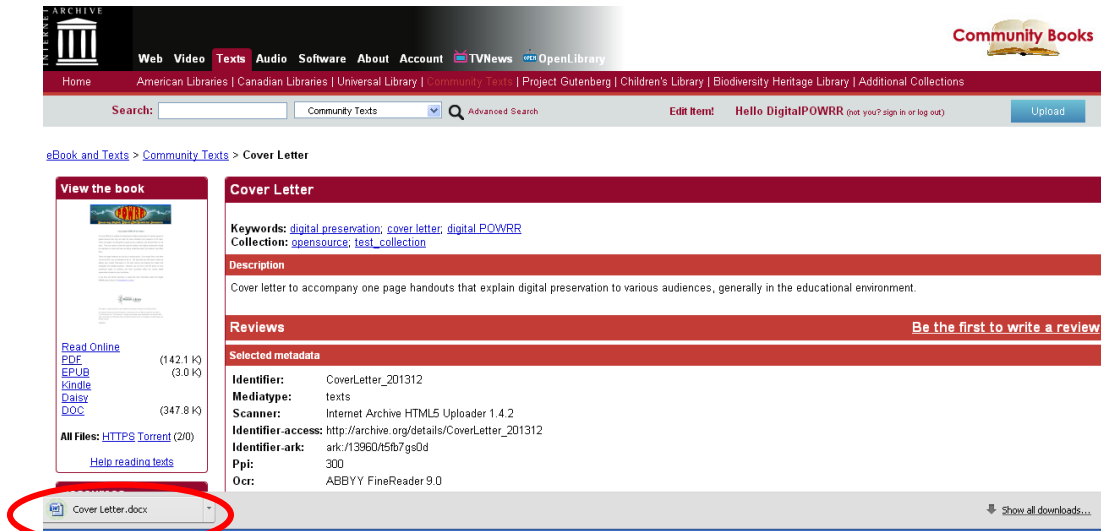 INTERNET ARCHIVE
Community Books
Web Video Texts Audio Software About Account TVNews OPEN OpenLibrary
Home American Libraries | Canadian Libraries | Universal Library | Community Texts | Project Gutenberg | Children's Library | Biodiversity Heritage Library | Additional Collections
Search: Community Texts Advanced Search Edit Item! Hello DigitalPOWRR (not you? sign in or log out) Upload
eBook and Texts > Community Texts > Cover Letter
View the book
POWRR
Read Online
PDF (142.1 K)
EPUB (3.0 K)
Kindle
Daisy
DOC (347.8 K)
All Files: HTTPS Torrent (2/0)
Help reading texts
Resources
Cover Letter
Keywords: digital preservation; cover letter; digital POWRR
Collection: opensource; test_collection
Description
Cover letter to accompany one page handouts that explain digital preservation to various audiences, generally in the educational environment.
Reviews Be the first to write a review
Selected metadata
Identifier: CoverLetter_201312
Mediatype: texts
Scanner: Internet Archive HTML5 Uploader 1.4.2
Identifier-access: http://archive.org/details/CoverLetter_201312
Identifier-ark: ark:/13960/t5fb7gs0d
Ppi: 300
Ocr: ABBYY FineReader 9.0
Cover Letter.docx Show all downloads...